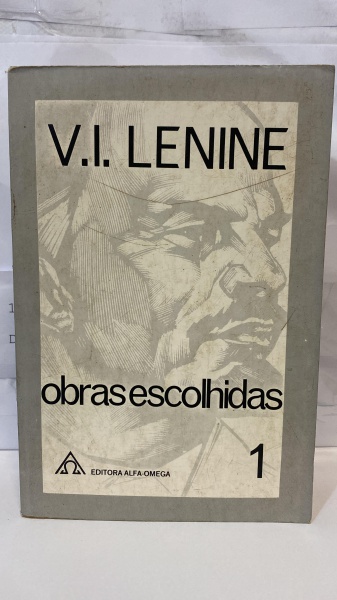 V.I. LENINE
obras escolhidas
EDITORA ALFA-OMEGA
1